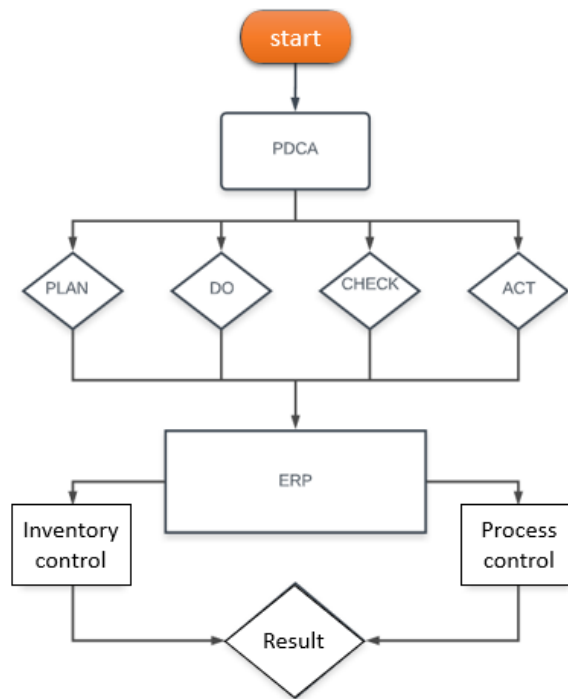 start
PDCA
PLAN
DO
CHECK
ACT
ERP
Inventory
control
Process
control
Result